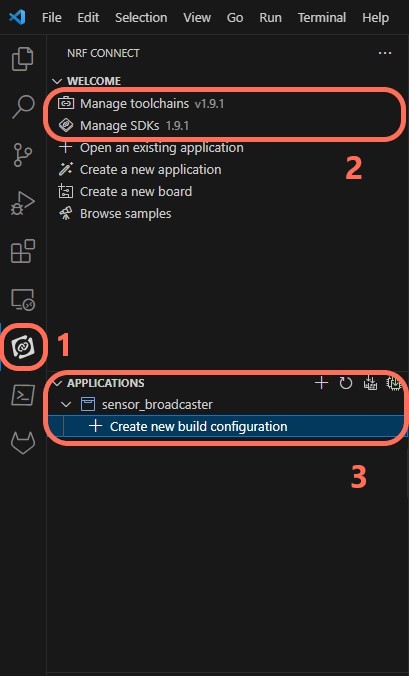 File Edit Selection View Go Run Terminal Help
NRF CONNECT
WELCOME
Manage toolchains v1.9.1
Manage SDKs 1.9.1
Open an existing application
2
Create a new application
Create a new board
Browse samples
1
APPLICATIONS
sensor_broadcaster
Create new build configuration
3